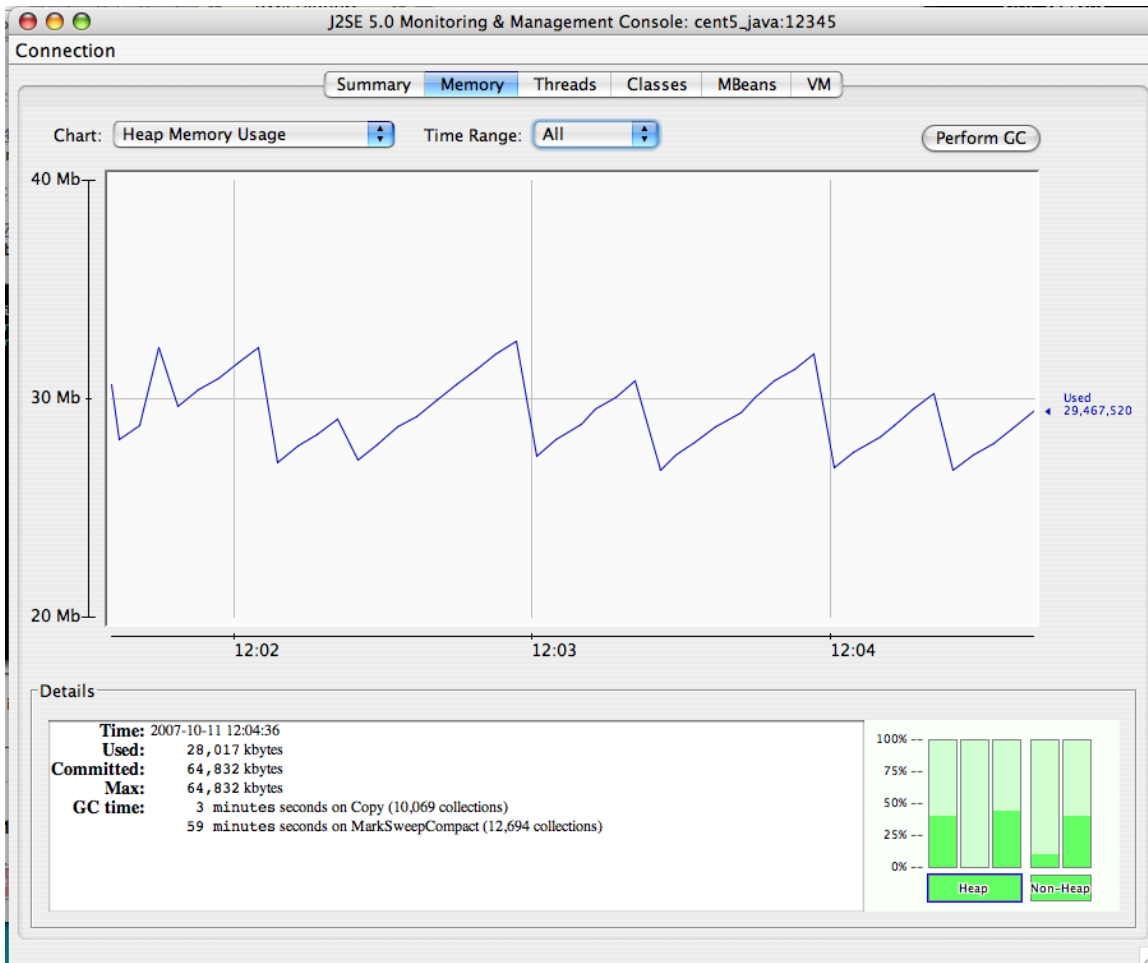 J2SE 5.0 Monitoring & Management Console: cent5_java:12345
Connection
Summary Memory Threads Classes MBeans VM
Chart: Heap Memory Usage Time Range: All Perform GC
40 Mb
30 Mb
20 Mb
Used
29,467,520
12:02 12:03 12:04
Details
Time: 2007-10-11 12:04:36
Used: 28,017 kbytes
Committed: 64,832 kbytes
Max: 64,832 kbytes
GC time: 3 minutes seconds on Copy (10,069 collections)
59 minutes seconds on MarkSweepCompact (12,694 collections)
100% --
75% --
50% --
25% --
0% --
Heap Non-Heap